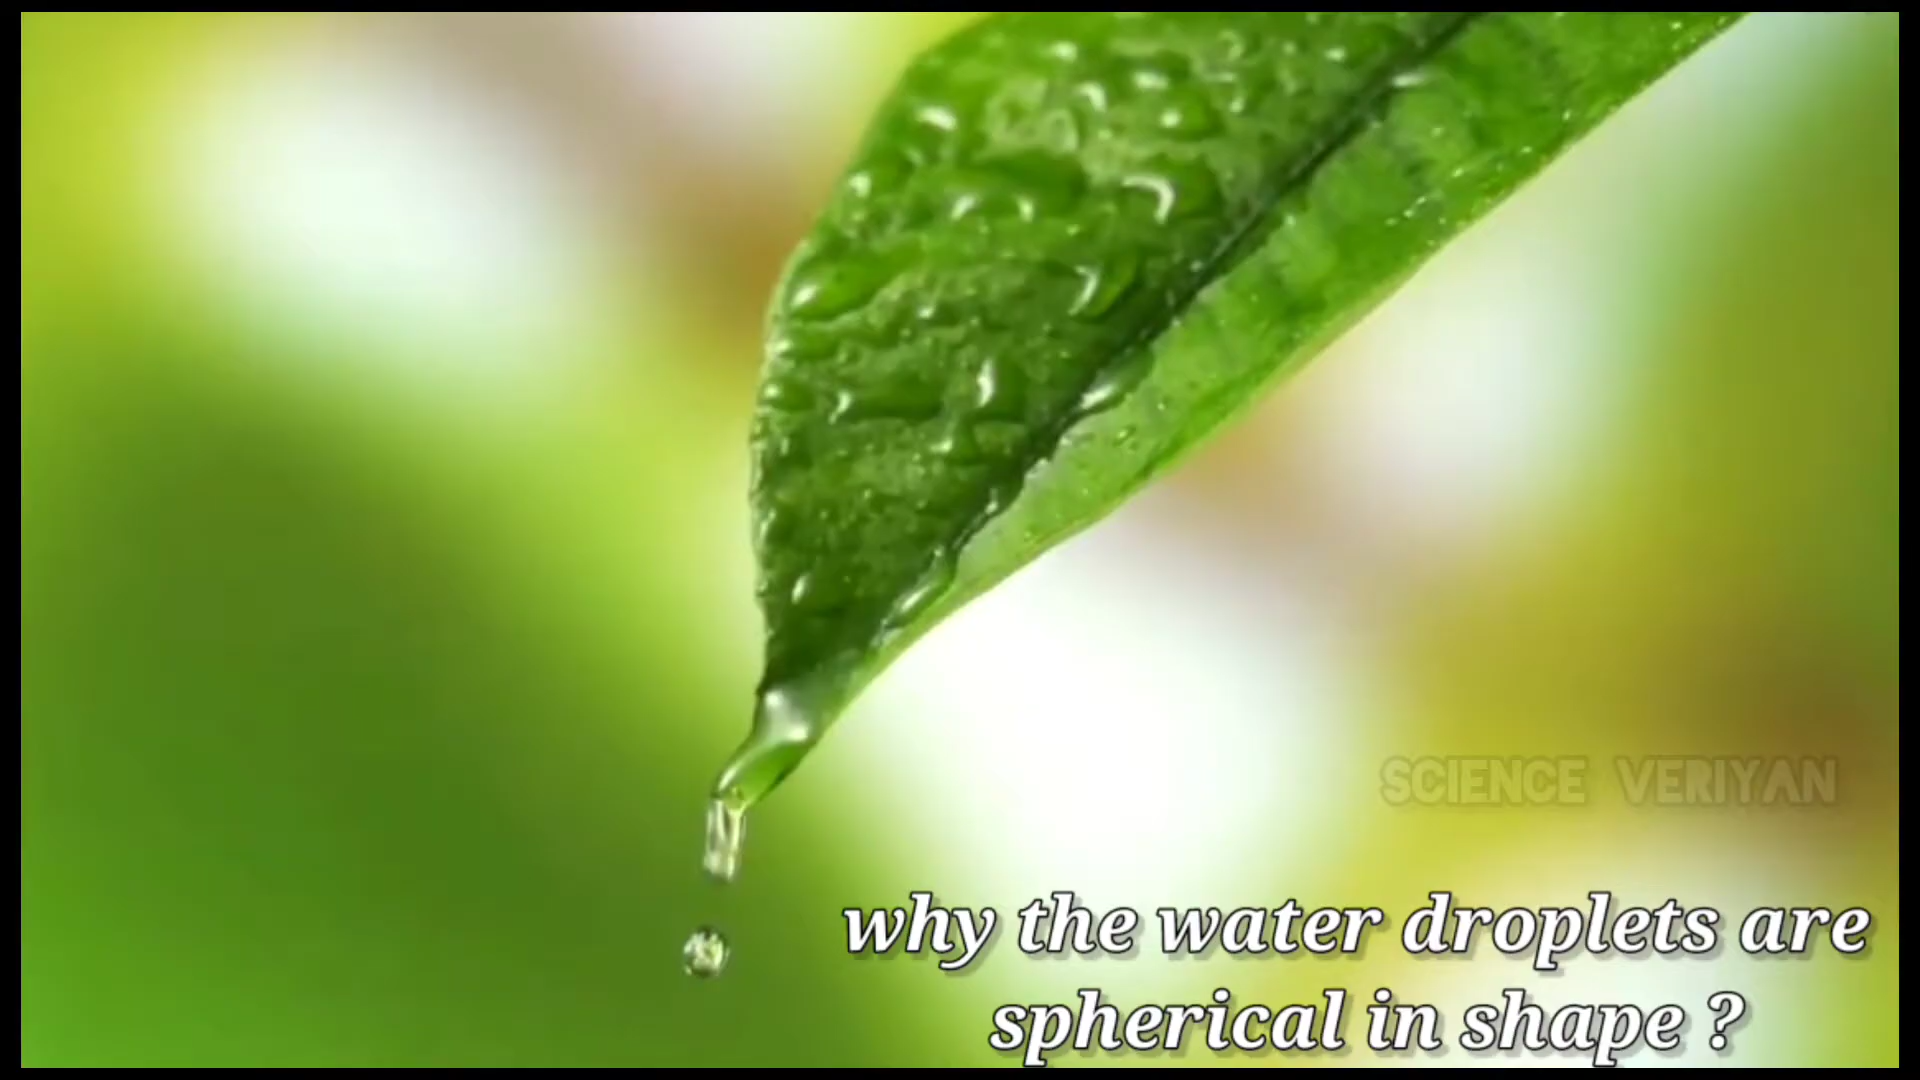 SCIENCE VERIYAN
why the water droplets are
spherical in shape ?